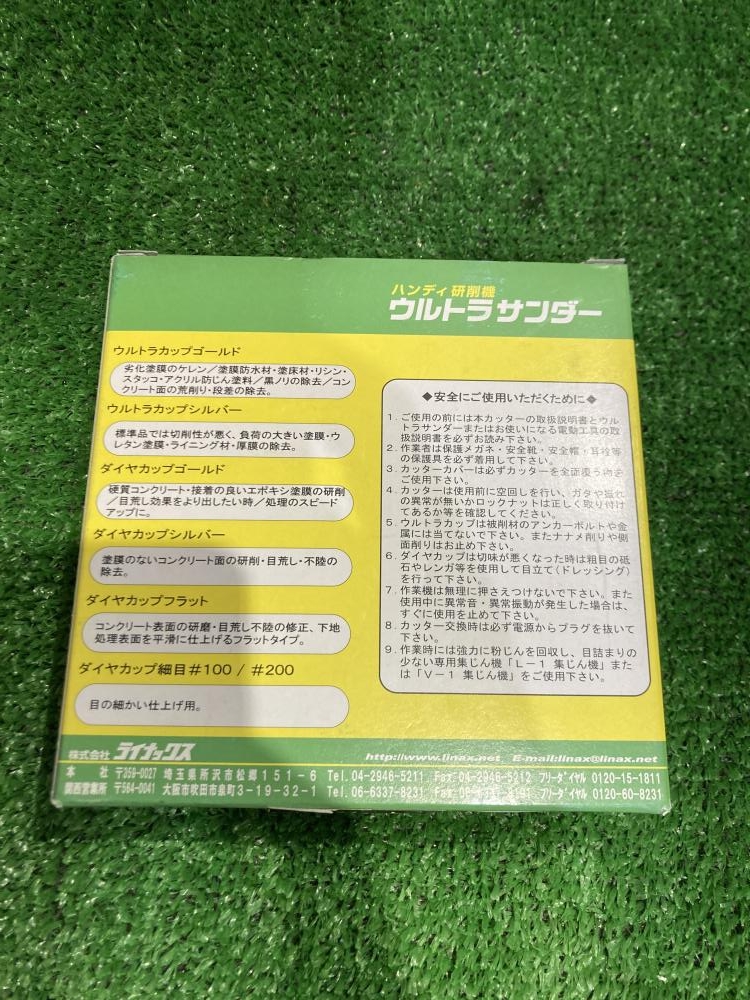 ハンディ研削機
ウルトラサンダー
ウルトラカップゴールド
劣化塗膜のケレン/塗膜防水材・塗床材・リシン・
スタッコ・アクリル防じん塗料/黒ノリの除去/コン
クリート面の荒削り・段差の除去。
ウルトラカップシルバー
標準品では切削性が悪く、負荷の大きい塗膜・ウ
レタン塗膜・ライニング材・厚膜の除去。
ダイヤカップゴールド
硬質コンクリート・接着の良いエポキシ塗膜の研削
/目荒し効果をより出したい時/処理のスピード
アップに。
ダイヤカップシルバー
塗膜のないコンクリート面の研削・目荒し・不陸の
除去。
ダイヤカップフラット
コンクリート表面の研磨・目荒し不陸の修正、下地
処理表面を平滑に仕上げるフラットタイプ。
ダイヤカップ細目#100 / #200
目の細かい仕上げ用。
◆安全にご使用いただくために◆
1. ご使用の前には本カッターの取扱説明書とウル
トラサンダーまたはお使いになる電動工具の取
扱説明書を必ずお読み下さい。
2. 作業者は保護メガネ・安全靴・安全帽・耳栓等
の保護具を必ず着用して下さい。
3. カッターカバーは必ずカッターを全面覆う物を
ご使用下さい。
4. カッターは使用前に空回しを行い、ガタや振れ
の異常が無いかロックナットは正しく取り付け
てあるか等を確認してください。
5. ウルトラカップは被削材のアンカーボルトや金
属には当てないで下さい。またナナメ削りや側
面削りはお止め下さい。
6. ダイヤカップは切味が悪くなった時は粗目の砥
石やレンガ等を使用して目立て(ドレッシング)
を行って下さい。
7. 作業機は無理に押さえつけないで下さい。また
使用中に異常音・異常振動が発生した場合は、
すぐに使用を止めて下さい。
8. カッター交換時は必ず電源からプラグを抜いて
下さい。
9. 作業時には強力に粉じんを回収し、目詰まりの
少ない専用集じん機「L-1 集じん機」また
は「V-1 集じん機」をご使用下さい。
株式会社 ライナックス
http://www.linax.net E-mail:linax@linax.net
本 社 〒359-0027 埼玉県所沢市松郷151-6 Tel.04-2946-5211 Fax.04-2946-5212 フリーダイヤル 0120-15-1811
関西営業所 〒564-0041 大阪府吹田市泉町3-19-32-1 Tel.06-6337-8231 フリーダイヤル 0120-60-8231